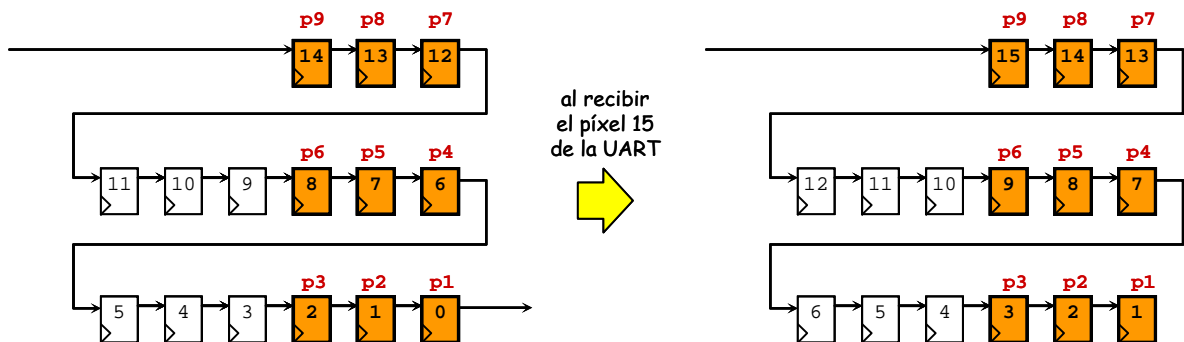 p9 p8 p7
14 13 12
p6 p5 p4
11 10 9 8 7 6
p3 p2 p1
5 4 3 2 1 0
al recibir
el píxel 15
de la UART
p9 p8 p7
15 14 13
p6 p5 p4
12 11 10 9 8 7
p3 p2 p1
6 5 4 3 2 1